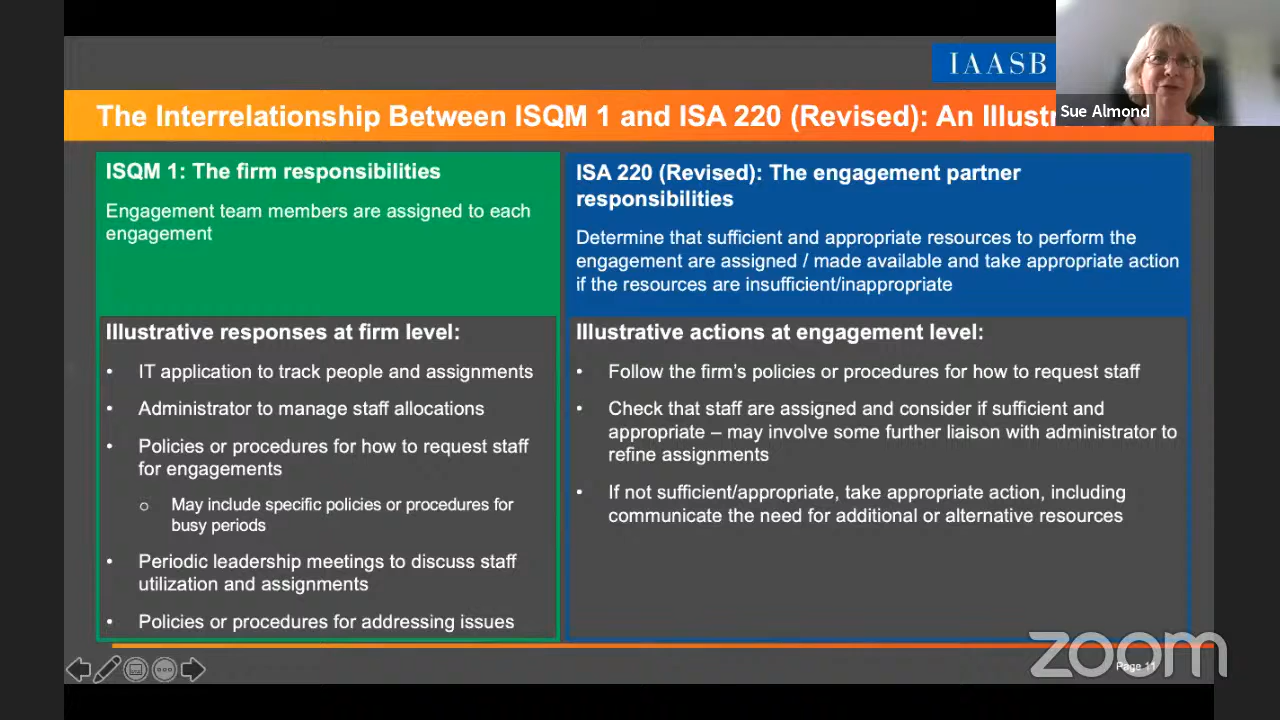 IAASB
Sue Almond
The Interrelationship Between ISQM 1 and ISA 220 (Revised): An Illust
ISQM 1: The firm responsibilities
Engagement team members are assigned to each
engagement
ISA 220 (Revised): The engagement partner
responsibilities
Determine that sufficient and appropriate resources to perform the
engagement are assigned / made available and take appropriate action
if the resources are insufficient/inappropriate
Illustrative responses at firm level:
• IT application to track people and assignments
• Administrator to manage staff allocations
• Policies or procedures for how to request staff
for engagements
o May include specific policies or procedures for
busy periods
• Periodic leadership meetings to discuss staff
utilization and assignments
• Policies or procedures for addressing issues
Illustrative actions at engagement level:
• Follow the firm's policies or procedures for how to request staff
• Check that staff are assigned and consider if sufficient and
appropriate – may involve some further liaison with administrator to
refine assignments
• If not sufficient/appropriate, take appropriate action, including
communicate the need for additional or alternative resources
zoom
Page 11